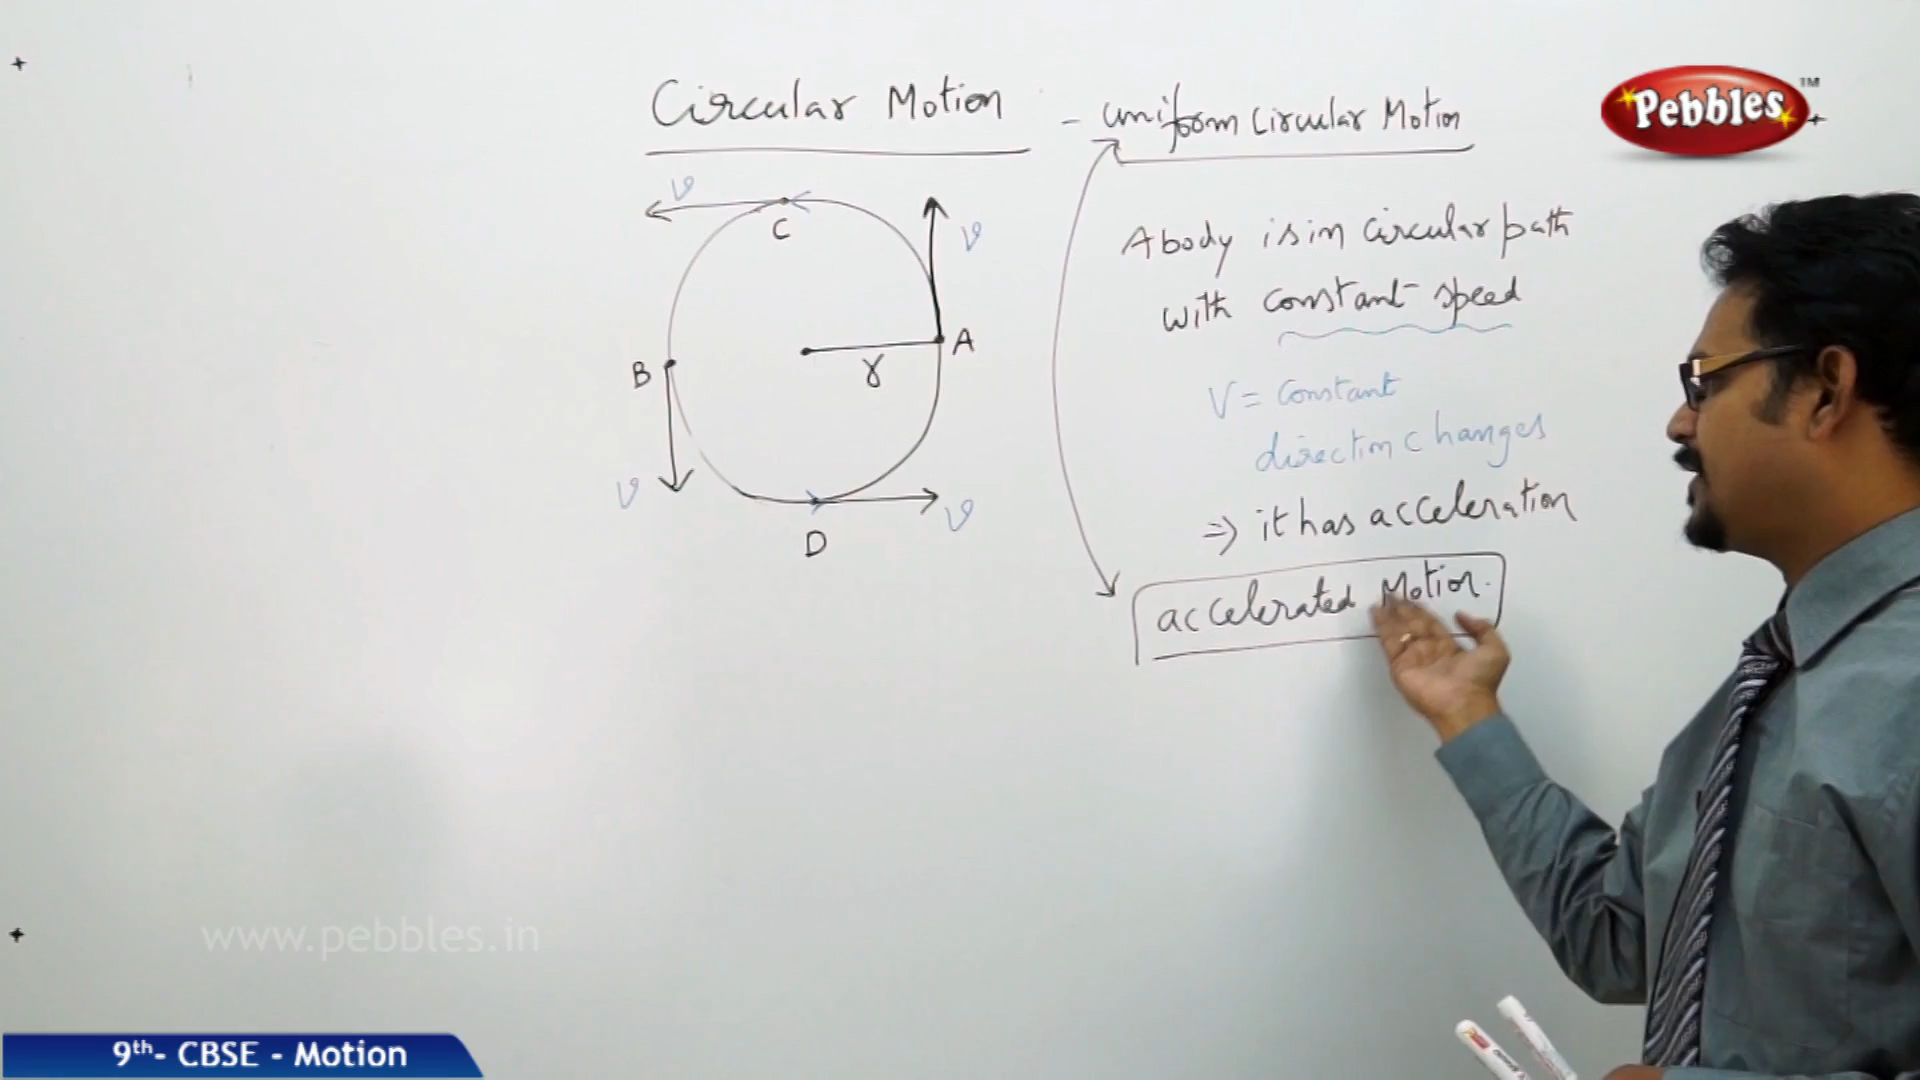 Circular Motion - uniform Circular Motion
Pebbles™
A body is in circular path
with constant speed
V = constant
direction changes
⇒ it has acceleration
accelerated Motion.
v
C
v
A
r
B
v
v
D
www.pebbles.in
9th- CBSE - Motion